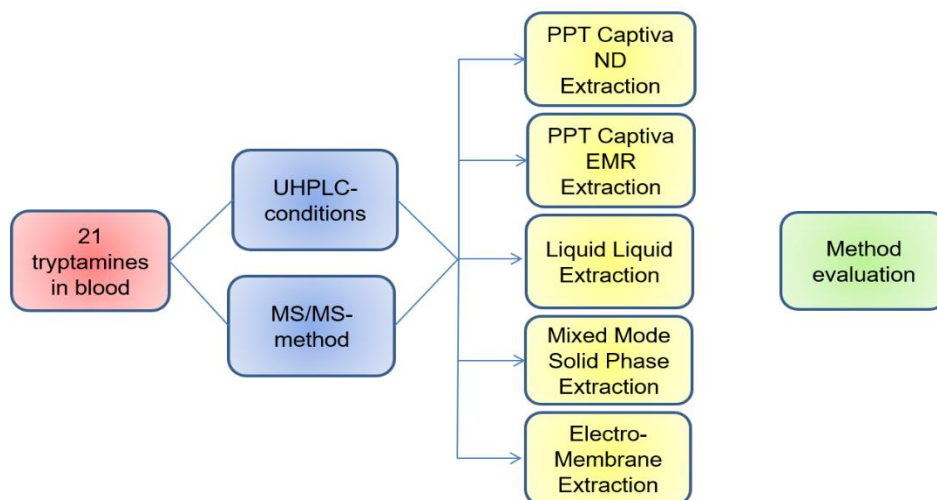 21
tryptamines
in blood
UHPLC-
conditions
MS/MS-
method
PPT Captiva
ND
Extraction
PPT Captiva
EMR
Extraction
Liquid Liquid
Extraction
Mixed Mode
Solid Phase
Extraction
Electro-
Membrane
Extraction
Method
evaluation